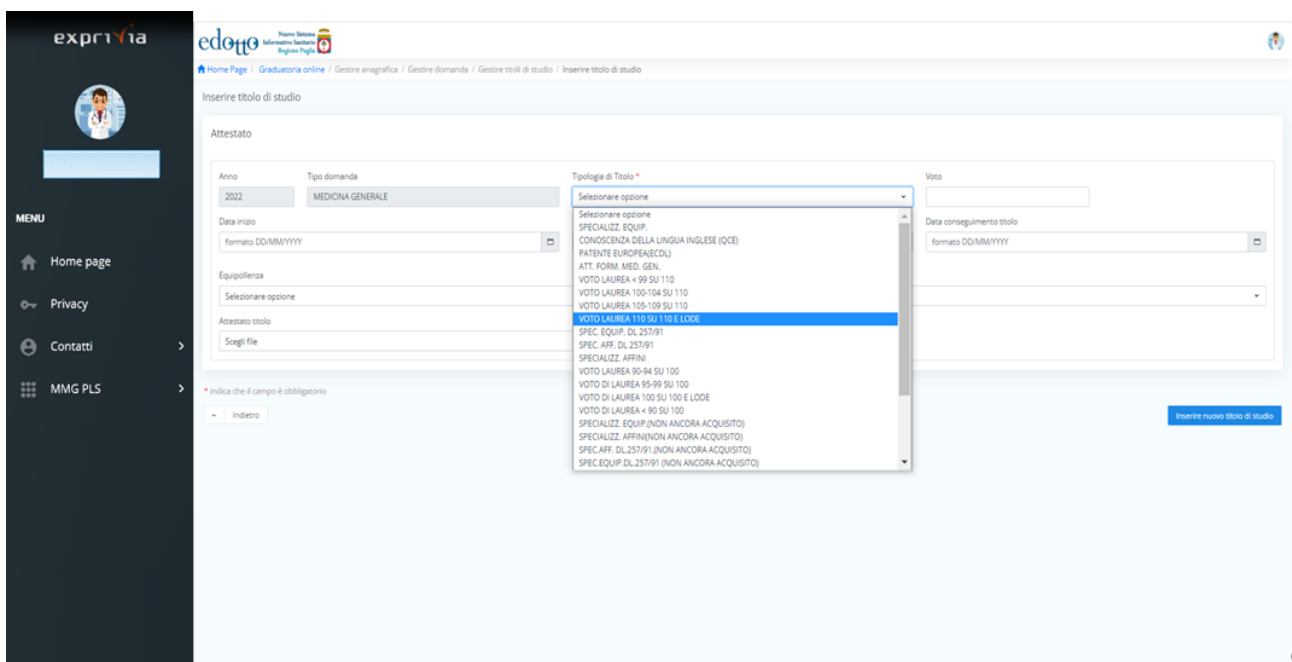 exprivia
edotto Nuovo Sistema Informativo Sanitario Regione Puglia
Home Page / Graduatoria online / Gestire anagrafica / Gestire domanda / Gestire titoli di studio / Inserire titolo di studio
Inserire titolo di studio
Attestato
Anno
Tipo domanda
Tipologia di Titolo *
Voto
2022
MEDICINA GENERALE
Selezionare opzione
MENU
Home page
Privacy
Contatti
MMG PLS
Data inizio
Data conseguimento titolo
formato DD/MM/YYYY
formato DD/MM/YYYY
Equipollenza
Selezionare opzione
Attestato titolo
Scegli file
Selezionare opzione
SPECIALIZZ. EQUIP.
CONOSCENZA DELLA LINGUA INGLESE (QCE)
PATENTE EUROPEA(ECDL)
ATT. FORM. MED. GEN.
VOTO LAUREA < 99 SU 110
VOTO LAUREA 100-104 SU 110
VOTO LAUREA 105-109 SU 110
VOTO LAUREA 110 SU 110 E LODE
SPEC. EQUIP. DL 257/91
SPEC. AFF. DL 257/91
SPECIALIZZ. AFFINI
VOTO LAUREA 90-94 SU 100
VOTO DI LAUREA 95-99 SU 100
VOTO DI LAUREA 100 SU 100 E LODE
VOTO DI LAUREA < 90 SU 100
SPECIALIZZ. EQUIP.(NON ANCORA ACQUISITO)
SPECIALIZZ. AFFINI(NON ANCORA ACQUISITO)
SPEC.AFF. DL.257/91.(NON ANCORA ACQUISITO)
SPEC.EQUIP.DL.257/91 (NON ANCORA ACQUISITO)
* indica che il campo è obbligatorio
Indietro
Inserire nuovo titolo di studio